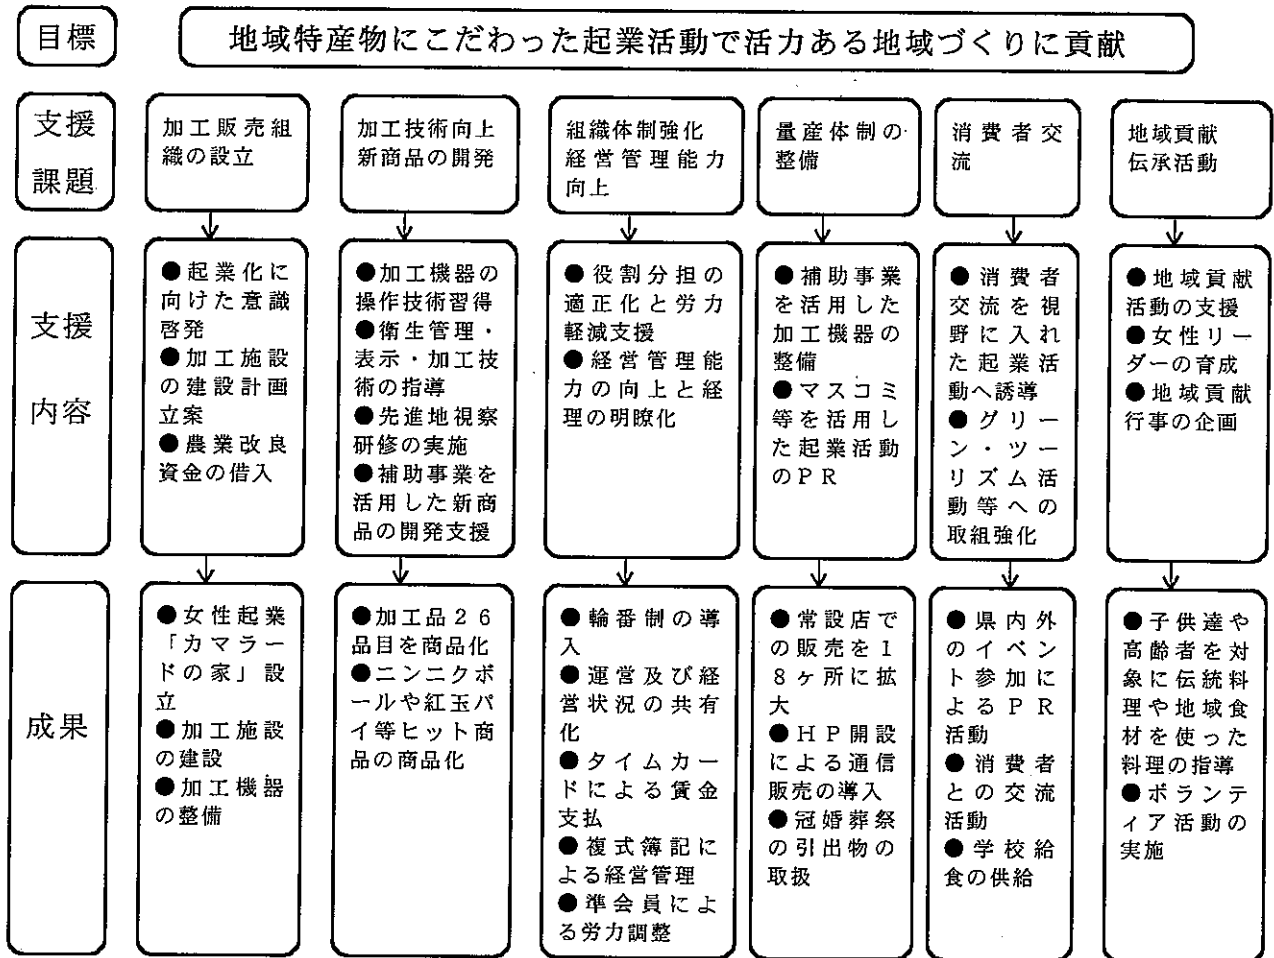 目標
地域特産物にこだわった起業活動で活力ある地域づくりに貢献
支援
課題
加工販売組
織の設立
加工技術向上
新商品の開発
組織体制強化
経営管理能力
向上
量産体制の
整備
消費者交
流
地域貢献
伝承活動
支援
内容
●起業化に
向けた意識
啓発
●加工施設
の建設計画
立案
●農業改良
資金の借入
●加工機器の
操作技術習得
●衛生管理・
表示・加工技
術の指導
●先進地視察
研修の実施
●補助事業を
活用した新商
品の開発支援
●役割分担の
適正化と労力
軽減支援
●経営管理能
力の向上と経
理の明瞭化
●補助事業
を活用した
加工機器の
整備
●マスコミ
等を活用し
た起業活動
のPR
●消費者
交流を視
野に入れ
た起業活
動へ誘導
●グリー
ン・ツー
リズム活
動等への
取組強化
●地域貢献
活動の支援
●女性リー
ダーの育成
●地域貢献
行事の企画
成果
●女性起業
「カマラー
ドの家」設
立
●加工施設
の建設
●加工機器
の整備
●加工品26
品目を商品化
●ニンニクボ
ールや紅玉パ
イ等ヒット商
品の商品化
●輪番制の導
入
●運営及び経
営状況の共有
化
●タイムカー
ドによる賃金
支払
●複式簿記に
よる経営管理
●準会員によ
る労力調整
●常設店で
の販売を1
8ヶ所に拡
大
●HP開設
による通信
販売の導入
●冠婚葬祭
の引出物の
取扱
●県内外
のイベン
ト参加に
よるPR
活動
●消費者
との交流
活動
●学校給
食の供給
●子供達や
高齢者を対
象に伝統料
理や地域食
材を使った
料理の指導
●ボランテ
ィア活動の
実施